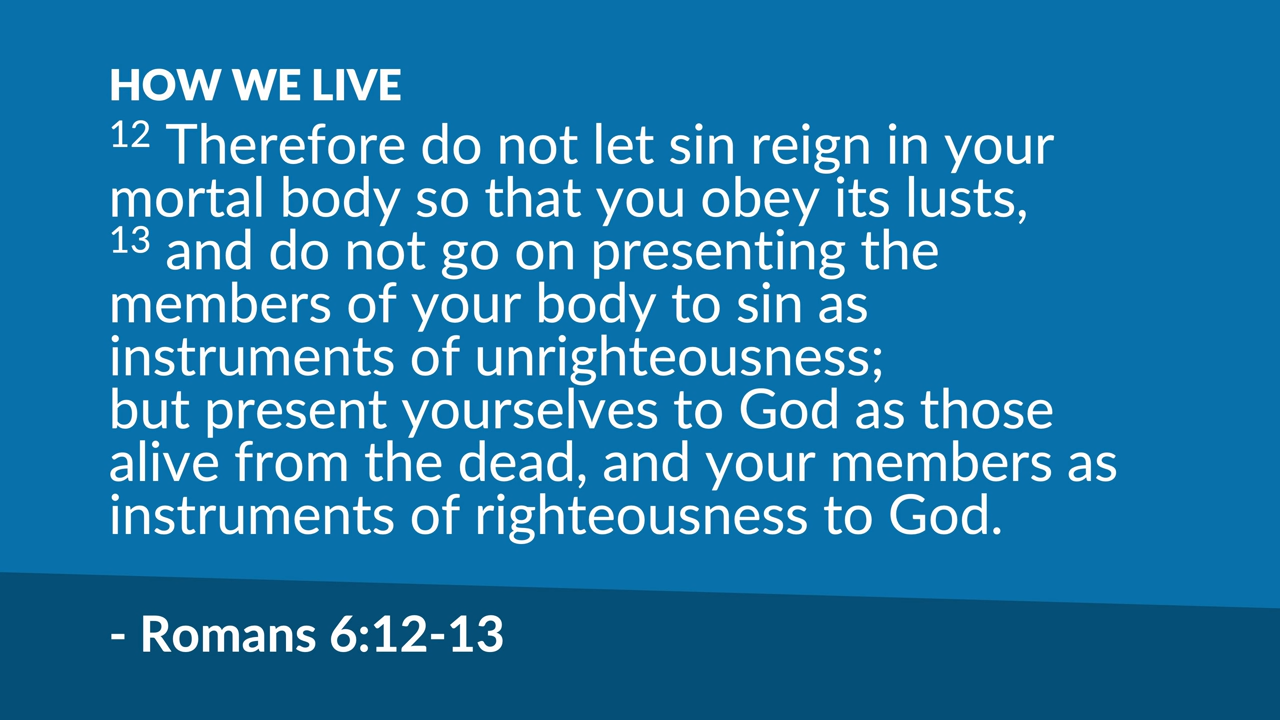 HOW WE LIVE
12 Therefore do not let sin reign in your
mortal body so that you obey its lusts,
13 and do not go on presenting the
members of your body to sin as
instruments of unrighteousness;
but present yourselves to God as those
alive from the dead, and your members as
instruments of righteousness to God.
- Romans 6:12-13